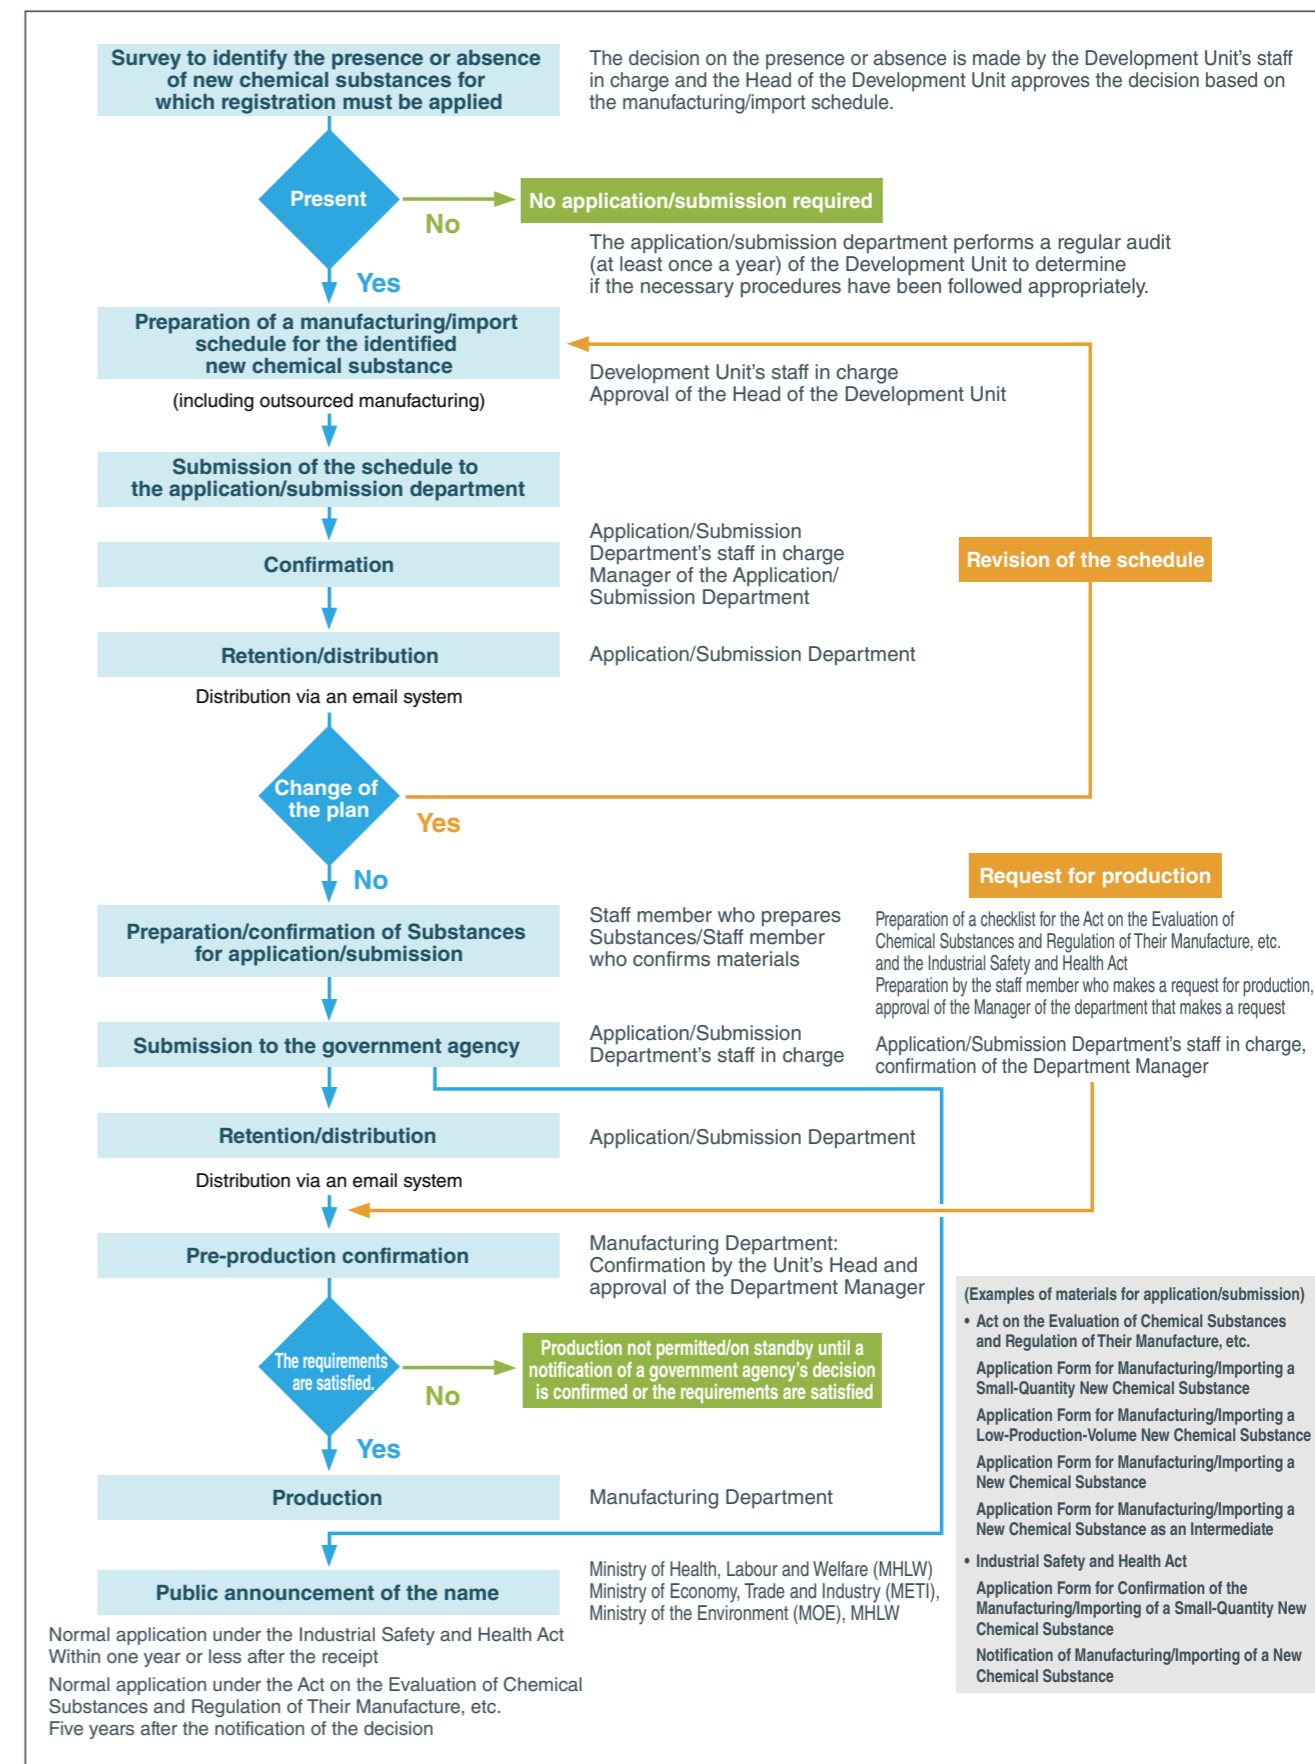 Survey to identify the presence or absence
of new chemical substances for
which registration must be applied
The decision on the presence or absence is made by the Development Unit's staff
in charge and the Head of the Development Unit approves the decision based on
the manufacturing/import schedule.
Present
No
No application/submission required
The application/submission department performs a regular audit
(at least once a year) of the Development Unit to determine
if the necessary procedures have been followed appropriately.
Yes
Preparation of a manufacturing/import
schedule for the identified
new chemical substance
(including outsourced manufacturing)
Development Unit's staff in charge
Approval of the Head of the Development Unit
Submission of the schedule to
the application/submission department
Confirmation
Application/Submission
Department's staff in charge
Manager of the Application/
Submission Department
Revision of the schedule
Retention/distribution
Application/Submission Department
Distribution via an email system
Change of
the plan
Yes
No
Request for production
Preparation/confirmation of Substances
for application/submission
Staff member who prepares
Substances/Staff member
who confirms materials
Preparation of a checklist for the Act on the Evaluation of
Chemical Substances and Regulation of Their Manufacture, etc.
and the Industrial Safety and Health Act
Preparation by the staff member who makes a request for production,
approval of the Manager of the department that makes a request
Application/Submission Department's staff in charge,
confirmation of the Department Manager
Submission to the government agency
Application/Submission
Department's staff in charge
Retention/distribution
Application/Submission Department
Distribution via an email system
Pre-production confirmation
Manufacturing Department:
Confirmation by the Unit's Head and
approval of the Department Manager
The requirements
are satisfied.
No
Production not permitted/on standby until a
notification of a government agency's decision
is confirmed or the requirements are satisfied
Yes
Production
Manufacturing Department
Public announcement of the name
Ministry of Health, Labour and Welfare (MHLW)
Ministry of Economy, Trade and Industry (METI),
Ministry of the Environment (MOE), MHLW
Normal application under the Industrial Safety and Health Act
Within one year or less after the receipt
Normal application under the Act on the Evaluation of Chemical
Substances and Regulation of Their Manufacture, etc.
Five years after the notification of the decision
(Examples of materials for application/submission)
• Act on the Evaluation of Chemical Substances
and Regulation of Their Manufacture, etc.
Application Form for Manufacturing/Importing a
Small-Quantity New Chemical Substance
Application Form for Manufacturing/Importing a
Low-Production-Volume New Chemical Substance
Application Form for Manufacturing/Importing a
New Chemical Substance
Application Form for Manufacturing/Importing a
New Chemical Substance as an Intermediate
• Industrial Safety and Health Act
Application Form for Confirmation of the
Manufacturing/Importing of a Small-Quantity New
Chemical Substance
Notification of Manufacturing/Importing of a New
Chemical Substance